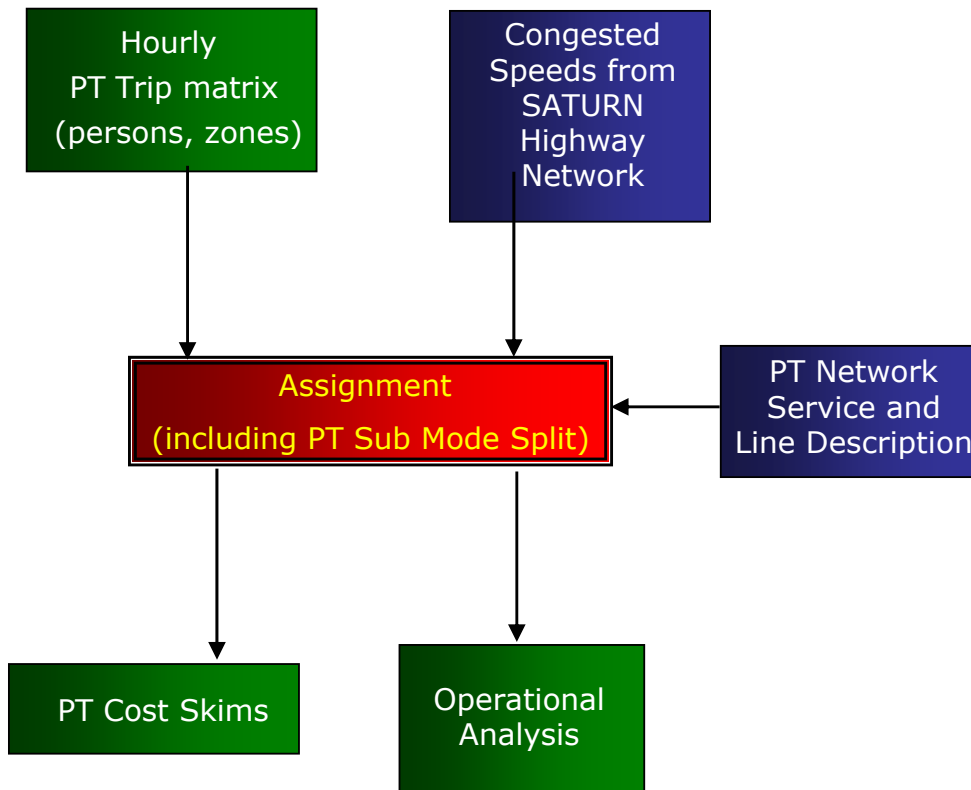 Hourly
PT Trip matrix
(persons, zones)
Congested
Speeds from
SATURN
Highway
Network
Assignment
(including PT Sub Mode Split)
PT Network
Service and
Line Description
PT Cost Skims
Operational
Analysis